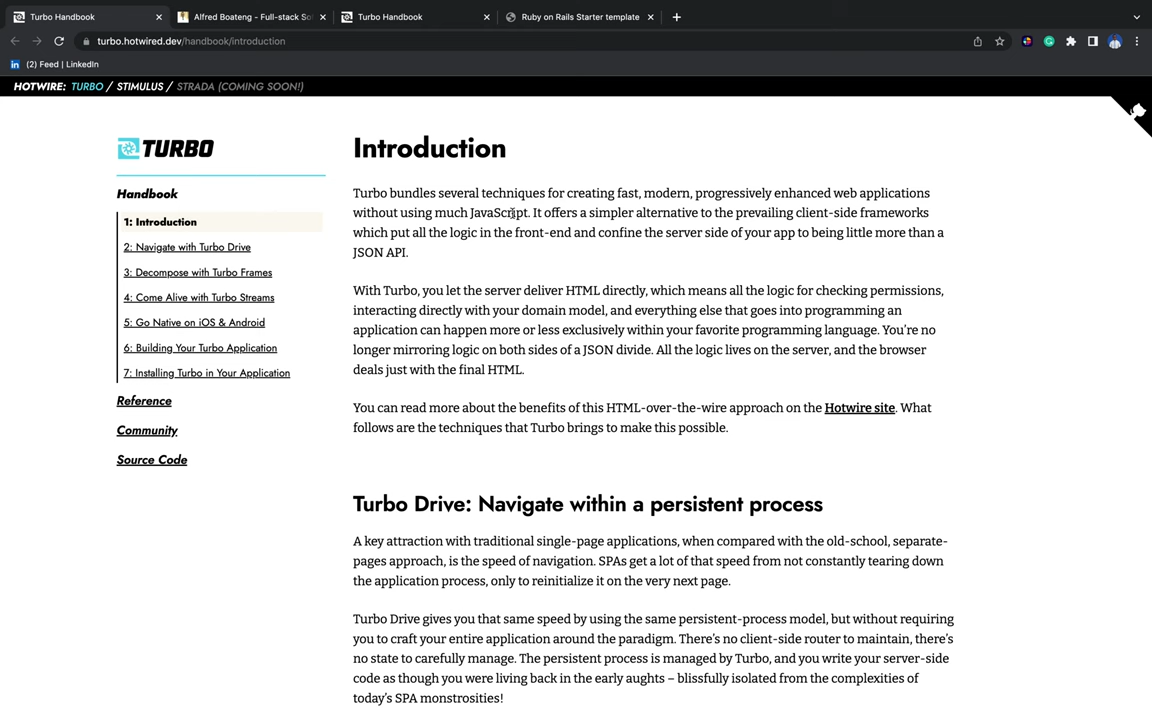 Turbo Handbook
Alfred Boateng - Full-stack So
Turbo Handbook
Ruby on Rails Starter template
turbo.hotwired.dev/handbook/introduction
(2) Feed | LinkedIn
HOTWIRE: TURBO / STIMULUS / STRADA (COMING SOON!)
TURBO
Handbook
1: Introduction
2: Navigate with Turbo Drive
3: Decompose with Turbo Frames
4: Come Alive with Turbo Streams
5: Go Native on iOS & Android
6: Building Your Turbo Application
7: Installing Turbo in Your Application
Reference
Community
Source Code
Introduction
Turbo bundles several techniques for creating fast, modern, progressively enhanced web applications
without using much JavaScript. It offers a simpler alternative to the prevailing client-side frameworks
which put all the logic in the front-end and confine the server side of your app to being little more than a
JSON API.
With Turbo, you let the server deliver HTML directly, which means all the logic for checking permissions,
interacting directly with your domain model, and everything else that goes into programming an
application can happen more or less exclusively within your favorite programming language. You're no
longer mirroring logic on both sides of a JSON divide. All the logic lives on the server, and the browser
deals just with the final HTML.
You can read more about the benefits of this HTML-over-the-wire approach on the Hotwire site. What
follows are the techniques that Turbo brings to make this possible.
Turbo Drive: Navigate within a persistent process
A key attraction with traditional single-page applications, when compared with the old-school, separate-
pages approach, is the speed of navigation. SPAs get a lot of that speed from not constantly tearing down
the application process, only to reinitialize it on the very next page.
Turbo Drive gives you that same speed by using the same persistent-process model, but without requiring
you to craft your entire application around the paradigm. There's no client-side router to maintain, there's
no state to carefully manage. The persistent process is managed by Turbo, and you write your server-side
code as though you were living back in the early aughts – blissfully isolated from the complexities of
today's SPA monstrosities!